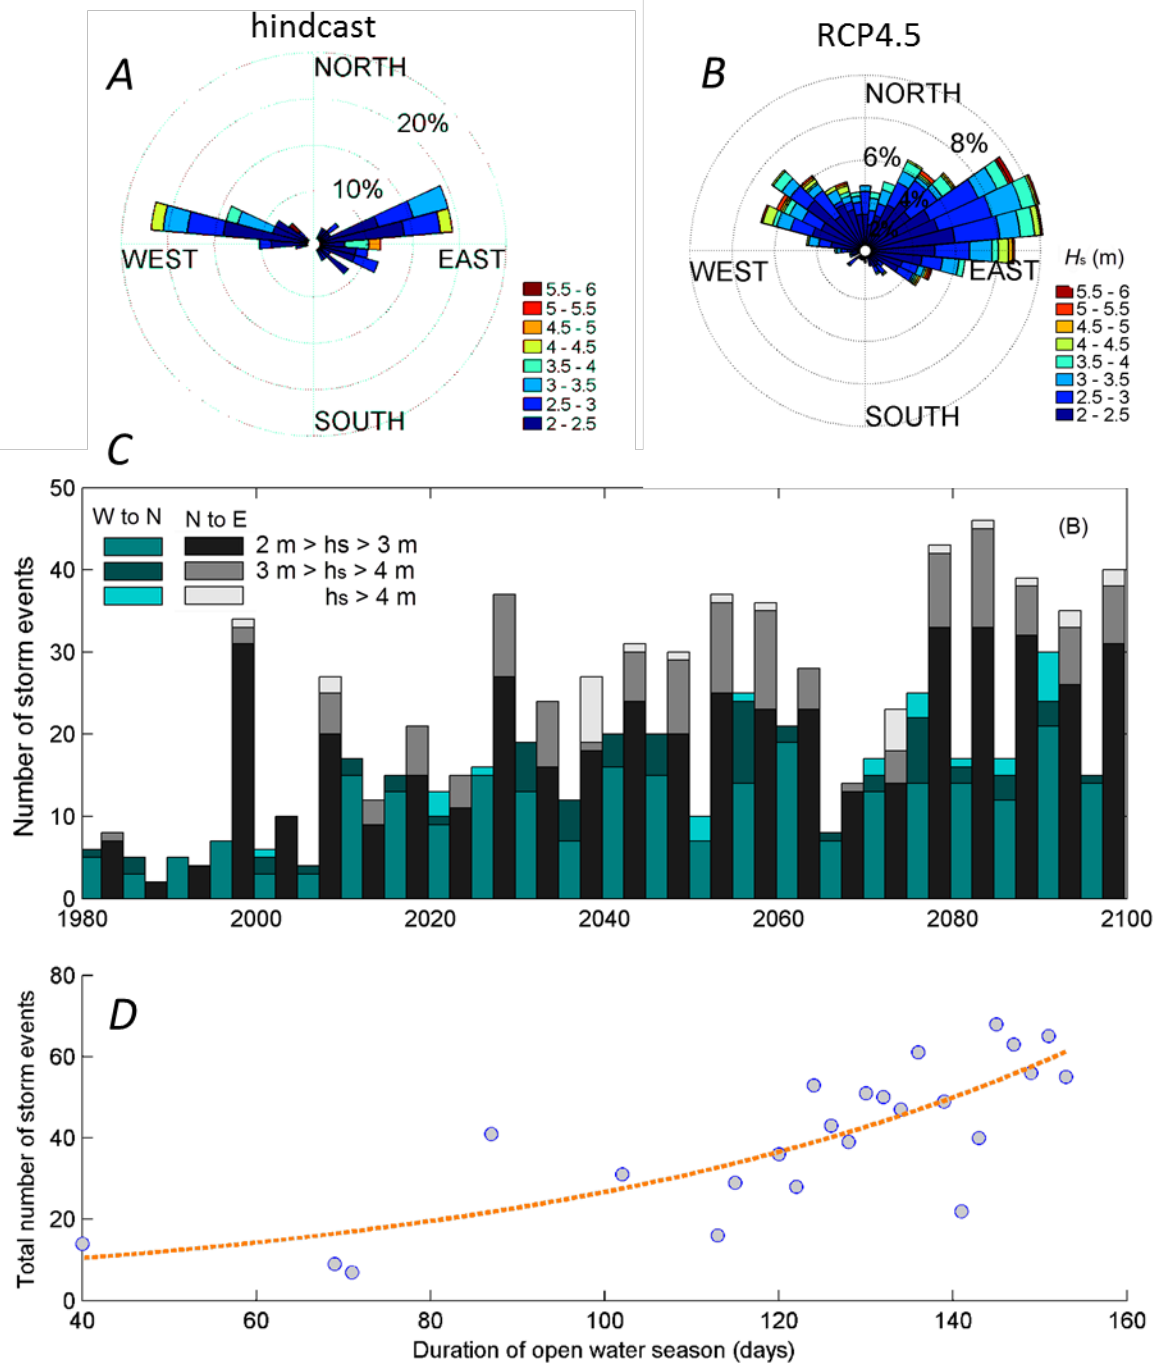 hindcast
A
NORTH
20%
10%
WEST
EAST
SOUTH
5.5 - 6
5 - 5.5
4.5 - 5
4 - 4.5
3.5 - 4
3 - 3.5
2.5 - 3
2 - 2.5
RCP4.5
B
NORTH
8%
6%
4%
2%
WEST
EAST
SOUTH
Hs (m)
5.5 - 6
5 - 5.5
4.5 - 5
4 - 4.5
3.5 - 4
3 - 3.5
2.5 - 3
2 - 2.5
C
50
40
30
20
10
0
Number of storm events
W to N N to E
2 m > hs > 3 m
3 m > hs > 4 m
hs > 4 m
(B)
1980 2000 2020 2040 2060 2080 2100
D
80
60
40
20
0
Total number of storm events
40 60 80 100 120 140 160
Duration of open water season (days)